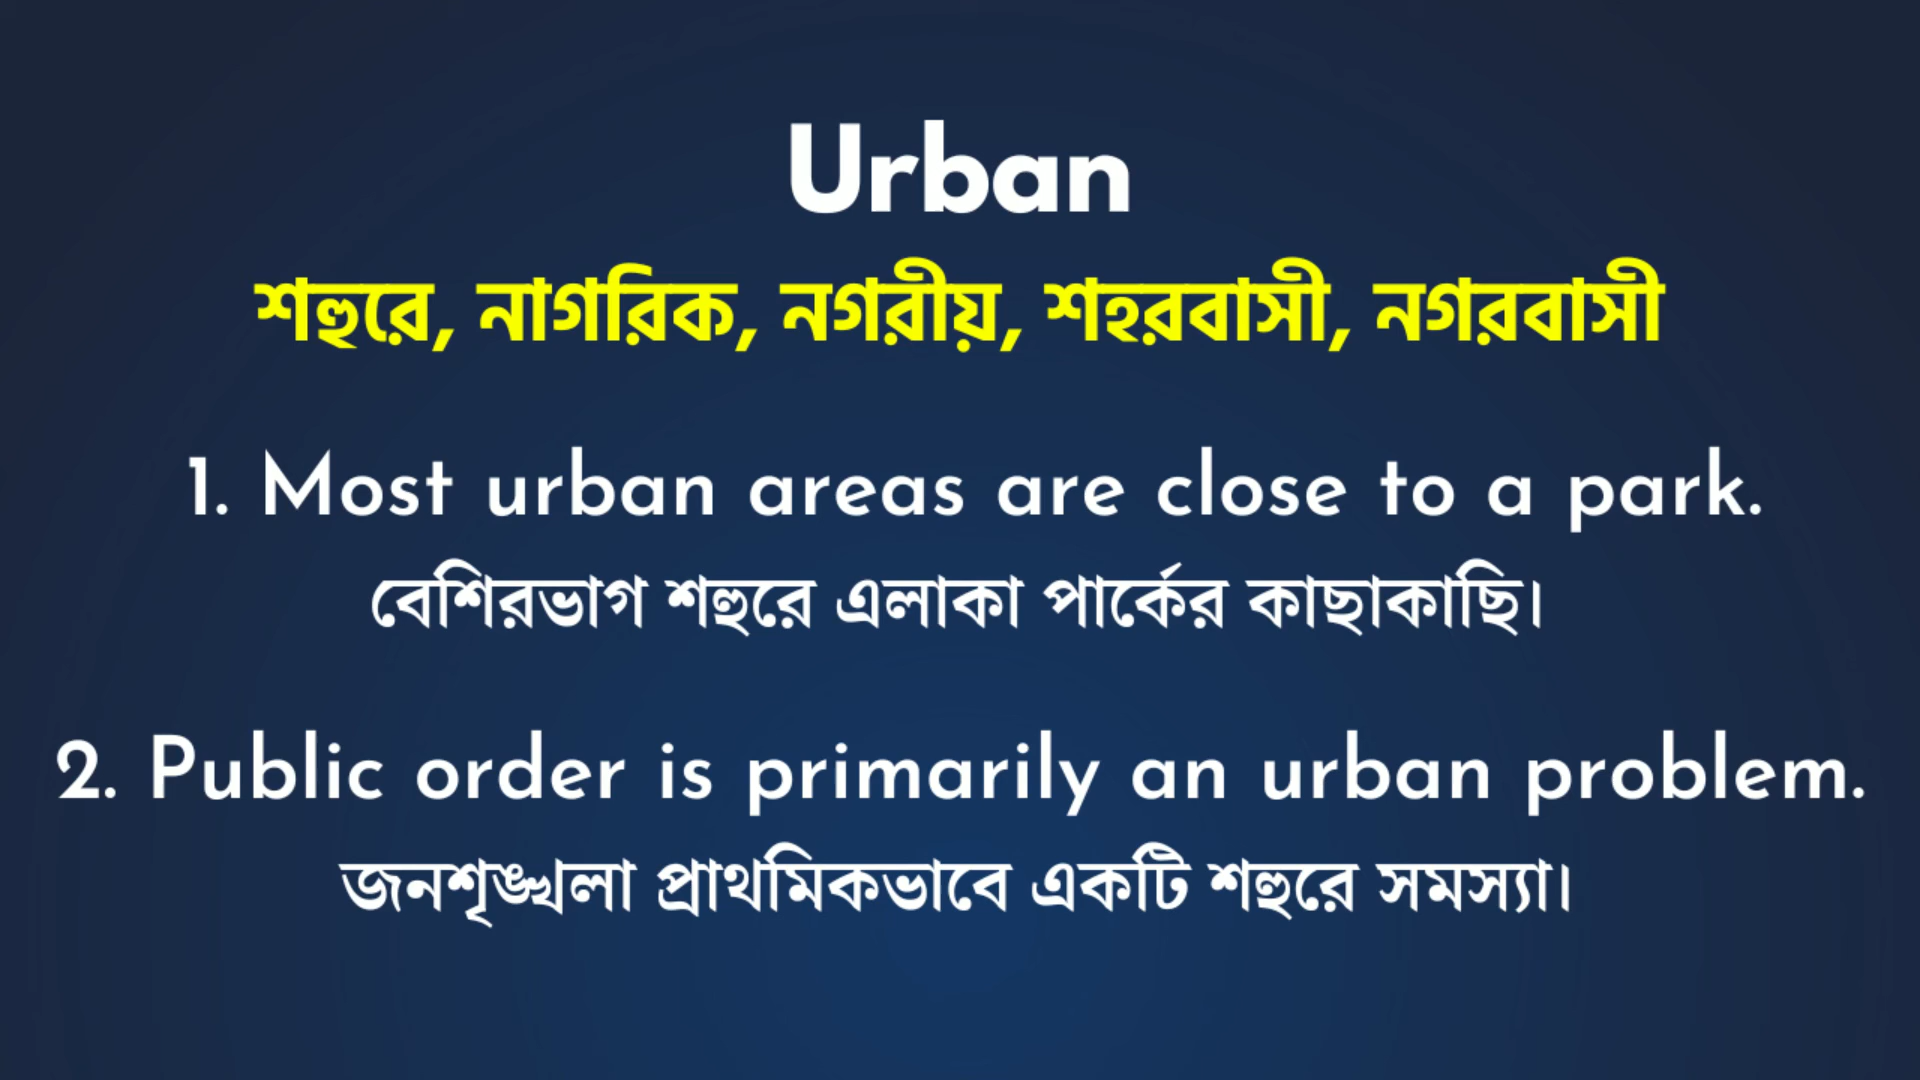 Urban
শহুরে, নাগরিক, নগরীয়, শহরবাসী, নগরবাসী
1. Most urban areas are close to a park.
বেশিরভাগ শহুরে এলাকা পার্কের কাছাকাছি।
2. Public order is primarily an urban problem.
জনশৃঙ্খলা প্রাথমিকভাবে একটি শহুরে সমস্যা।